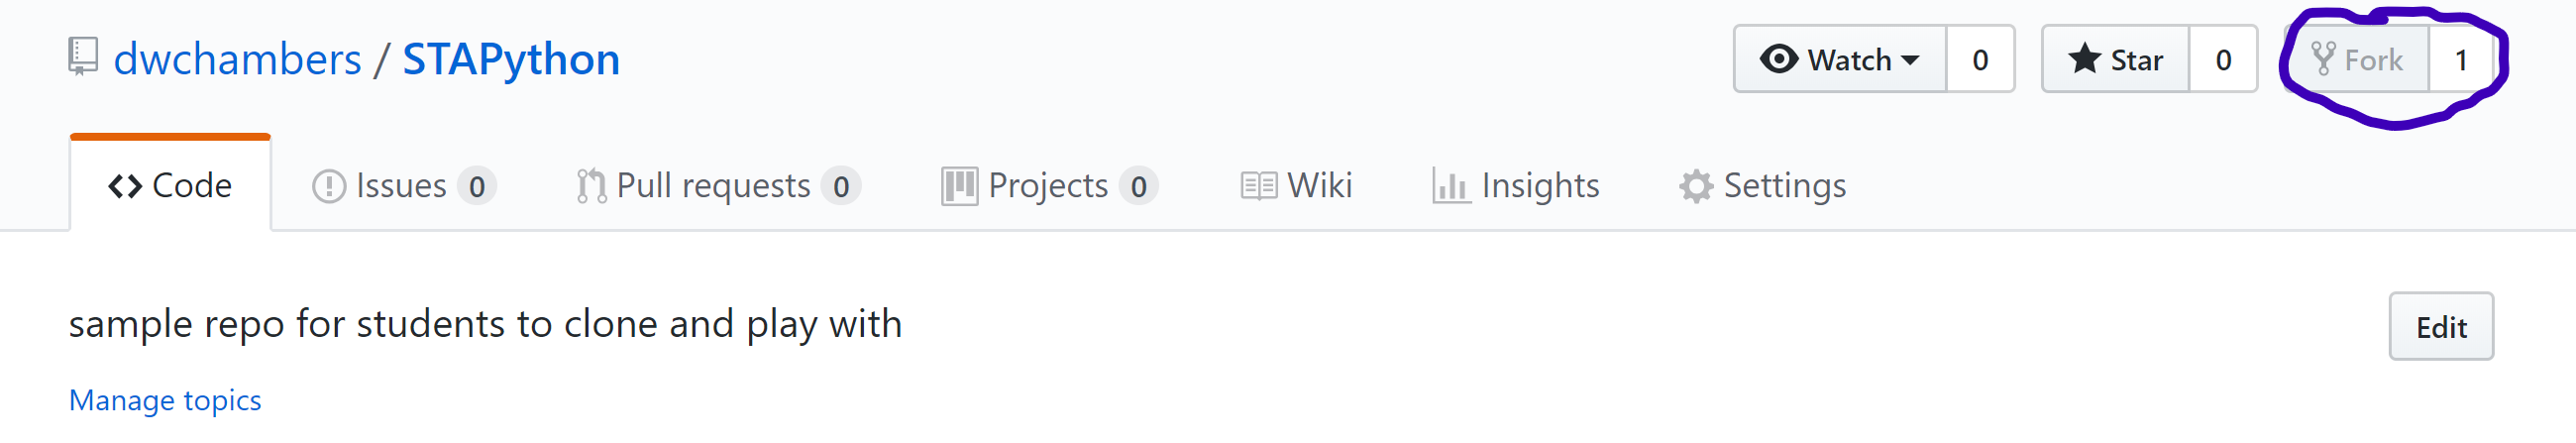 dwchambers / STAPython Watch 0 Star 0 Fork 1
Code Issues 0 Pull requests 0 Projects 0 Wiki Insights Settings
sample repo for students to clone and play with Edit
Manage topics